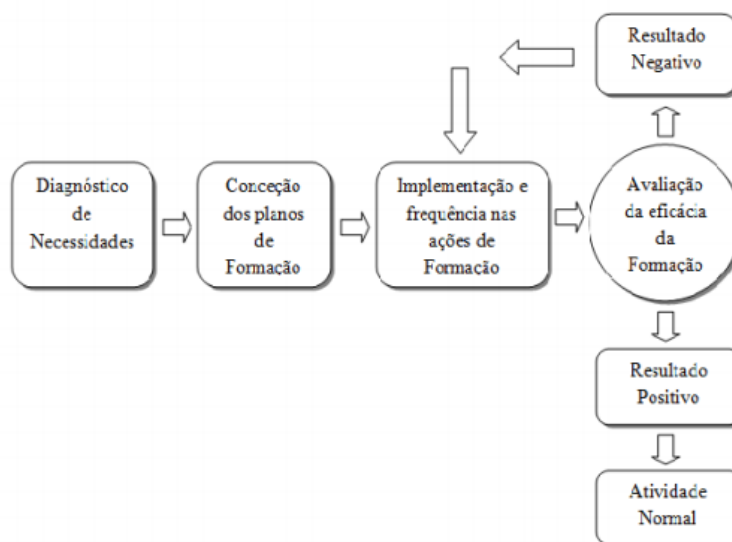 Resultado
Negativo
Diagnóstico
de
Necessidades
Conceção
dos planos
de
Formação
Implementação e
frequência nas
ações de
Formação
Avaliação
da eficácia
da
Formação
Resultado
Positivo
Atividade
Normal